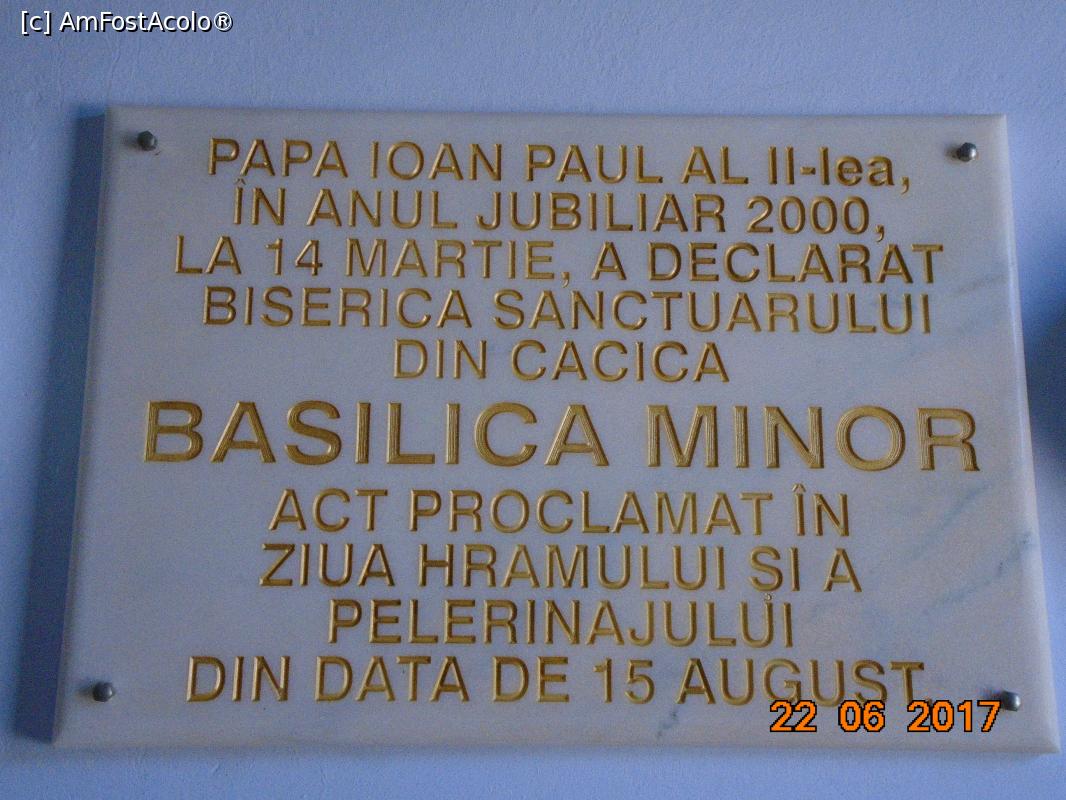 [c] AmFostAcolo®
PAPA IOAN PAUL AL II-lea,
ÎN ANUL JUBILIAR 2000,
LA 14 MARTIE, A DECLARAT
BISERICA SANCTUARULUI
DIN CACICA
BASILICA MINOR
ACT PROCLAMAT ÎN
ZIUA HRAMULUI ȘI A
PELERINAJULUI
DIN DATA DE 15 AUGUST
22 06 2017